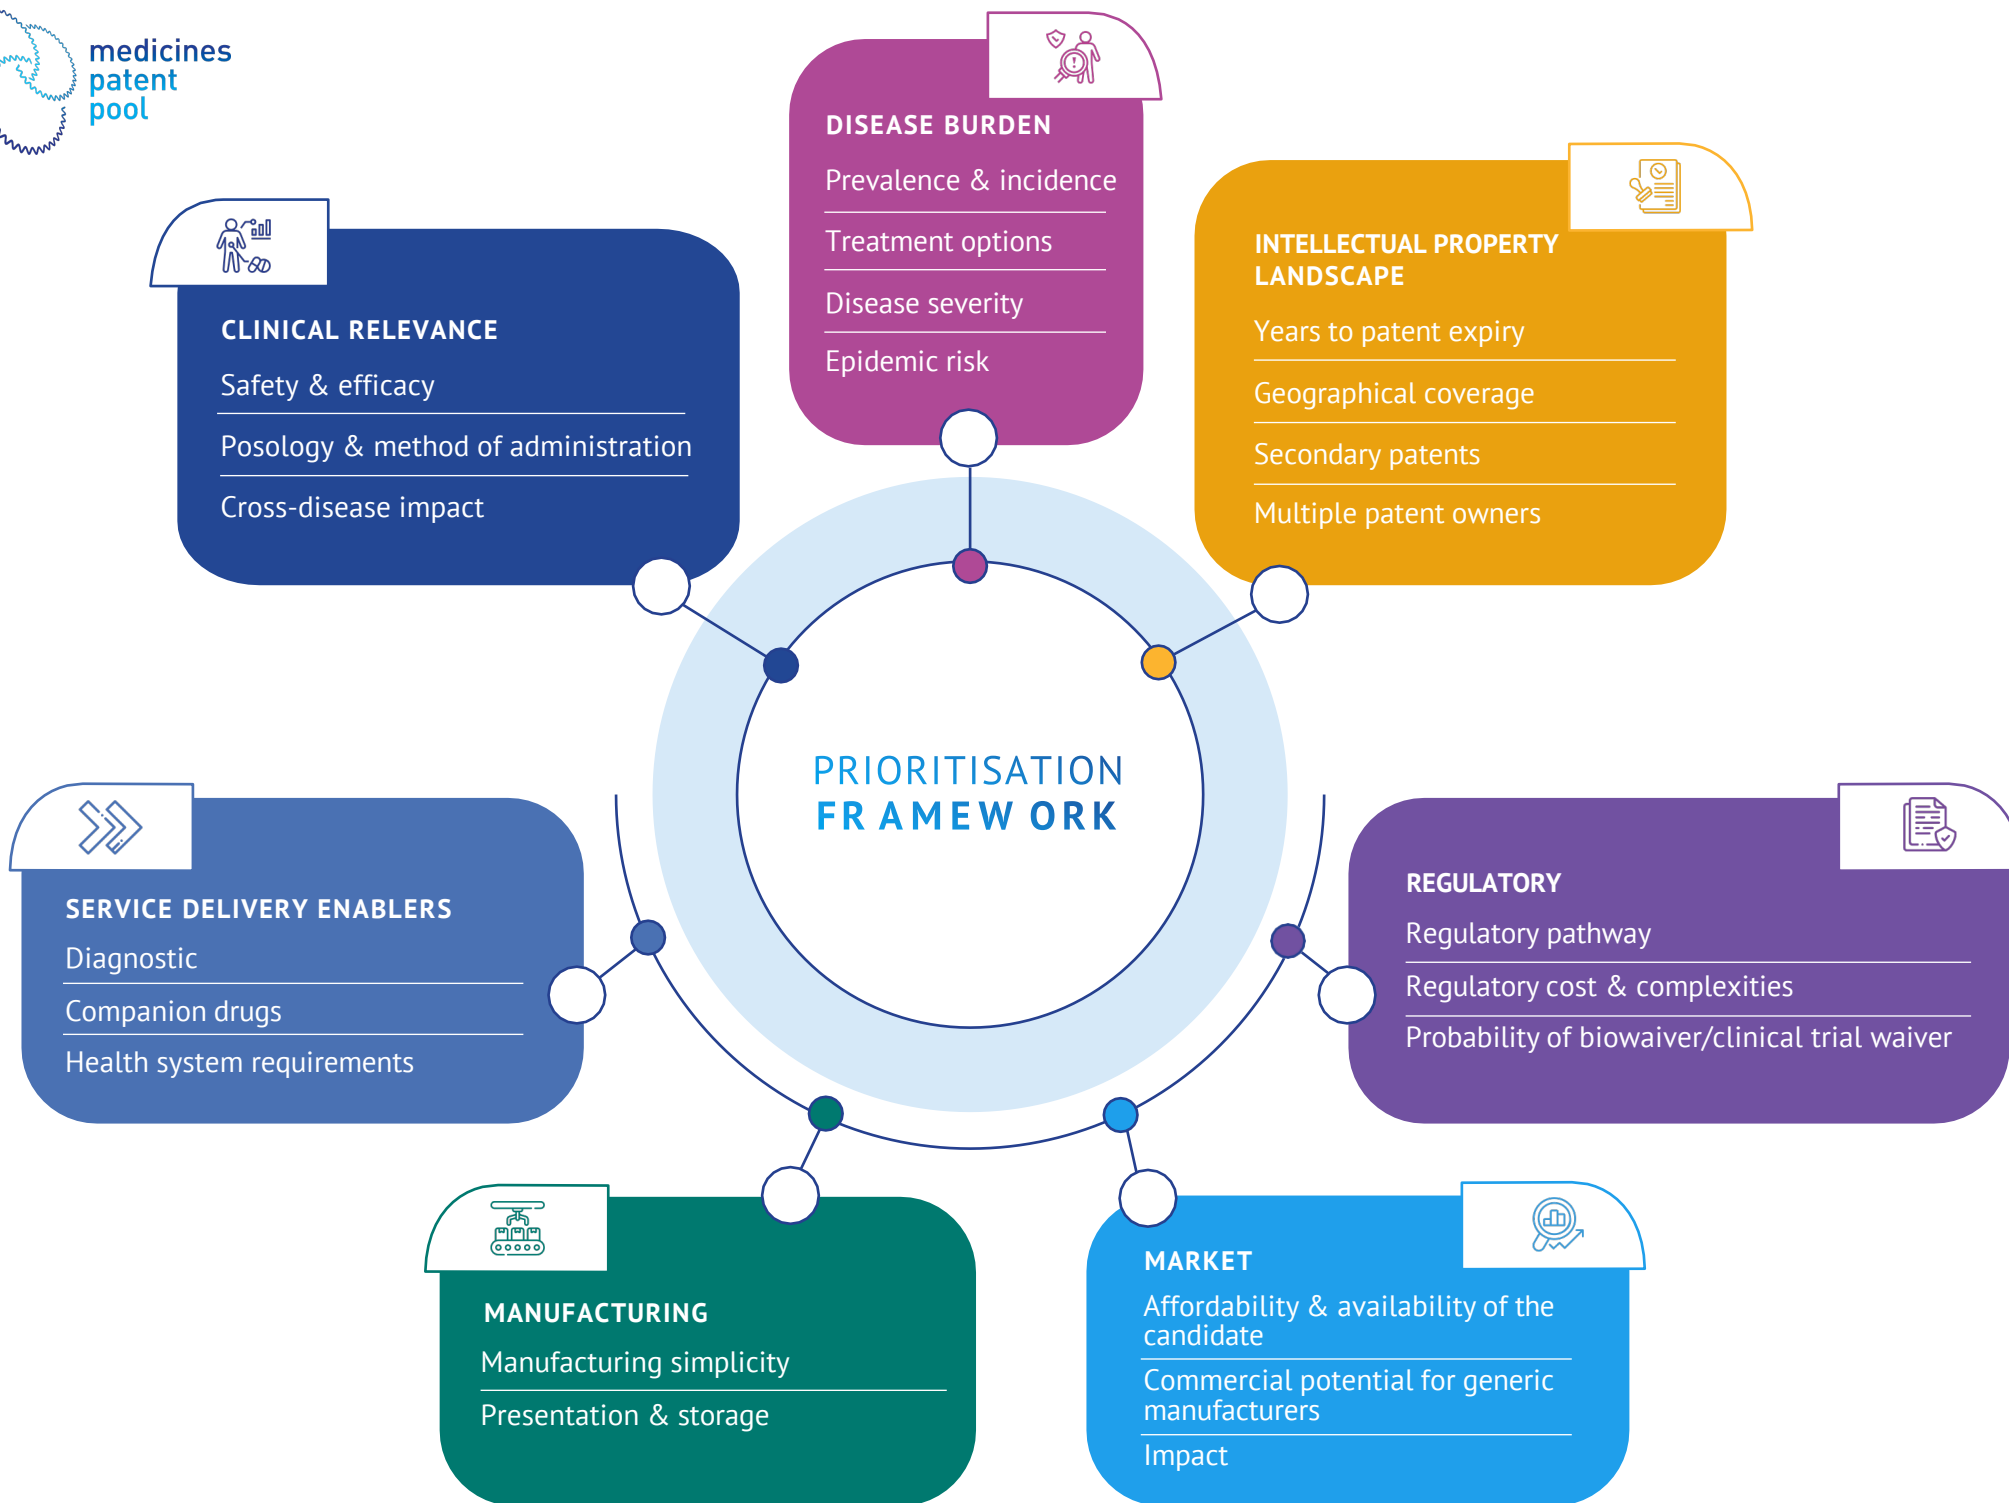 medicines
patent
pool
DISEASE BURDEN
Prevalence & incidence
Treatment options
Disease severity
Epidemic risk
INTELLECTUAL PROPERTY
LANDSCAPE
Years to patent expiry
Geographical coverage
Secondary patents
Multiple patent owners
CLINICAL RELEVANCE
Safety & efficacy
Posology & method of administration
Cross-disease impact
PRIORITISATION
FRAMEWORK
SERVICE DELIVERY ENABLERS
Diagnostic
Companion drugs
Health system requirements
REGULATORY
Regulatory pathway
Regulatory cost & complexities
Probability of biowaiver/clinical trial waiver
MANUFACTURING
Manufacturing simplicity
Presentation & storage
MARKET
Affordability & availability of the
candidate
Commercial potential for generic
manufacturers
Impact